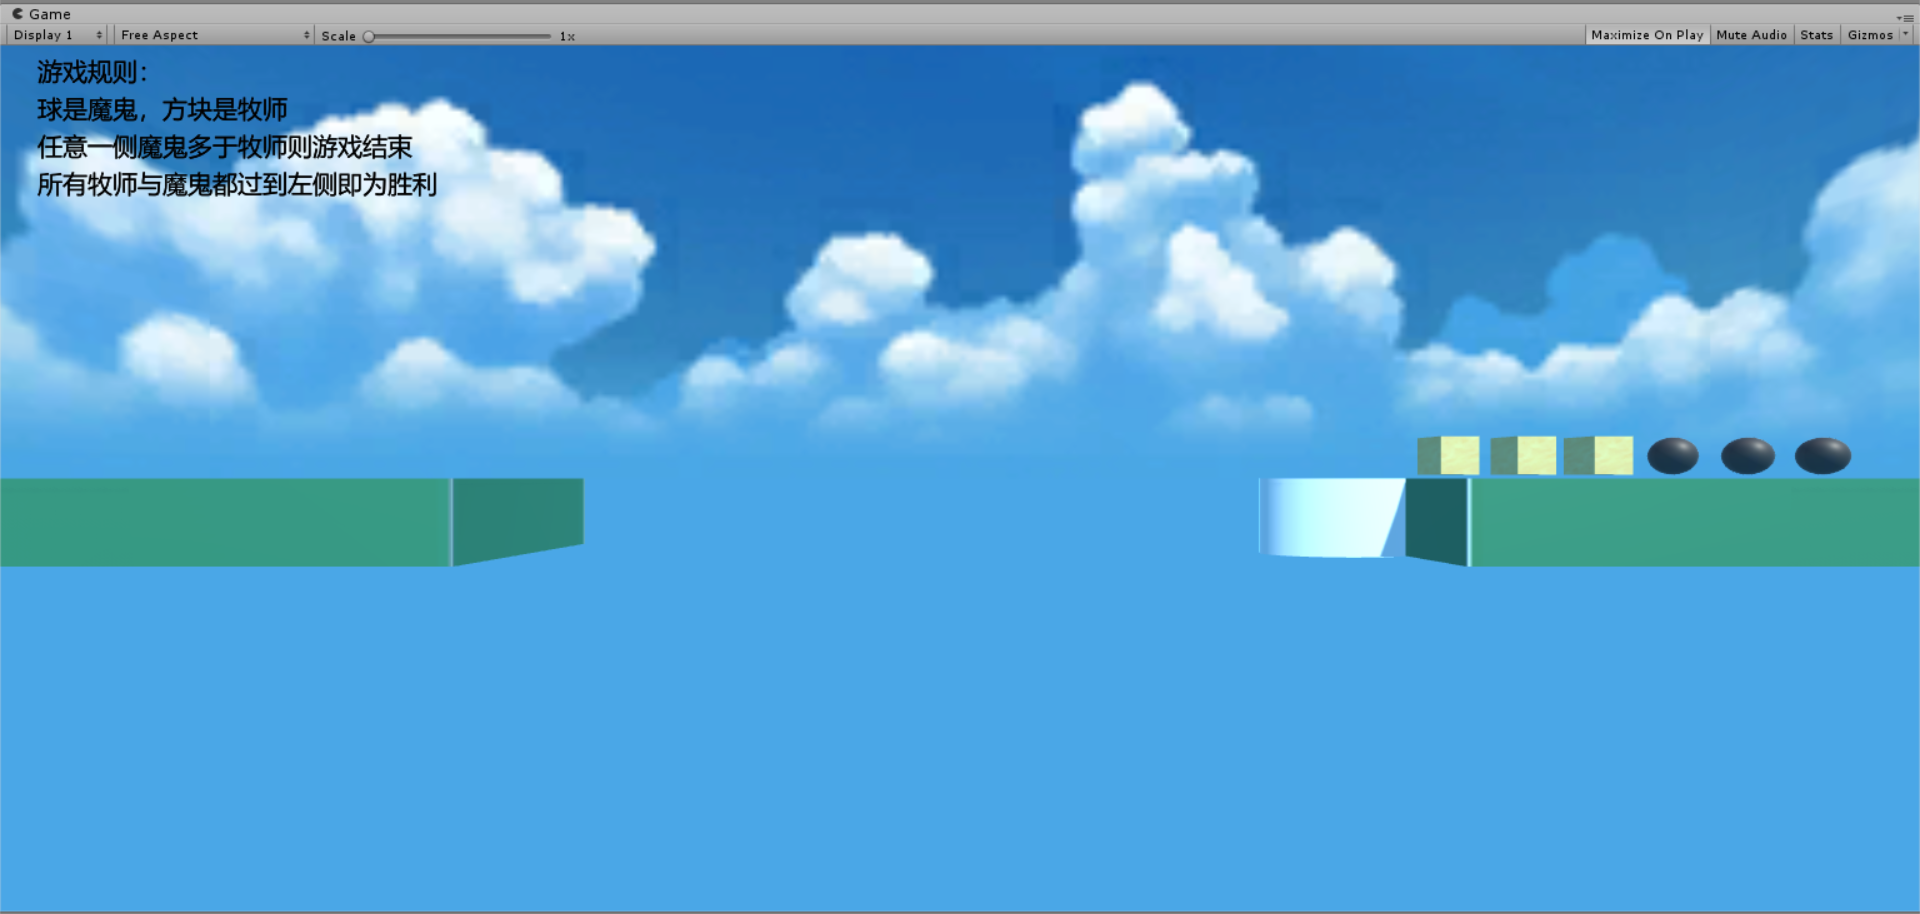 Game
Display 1 Free Aspect Scale 1x Maximize On Play Mute Audio Stats Gizmos
游戏规则：
球是魔鬼，方块是牧师
任意一侧魔鬼多于牧师则游戏结束
所有牧师与魔鬼都过到左侧即为胜利